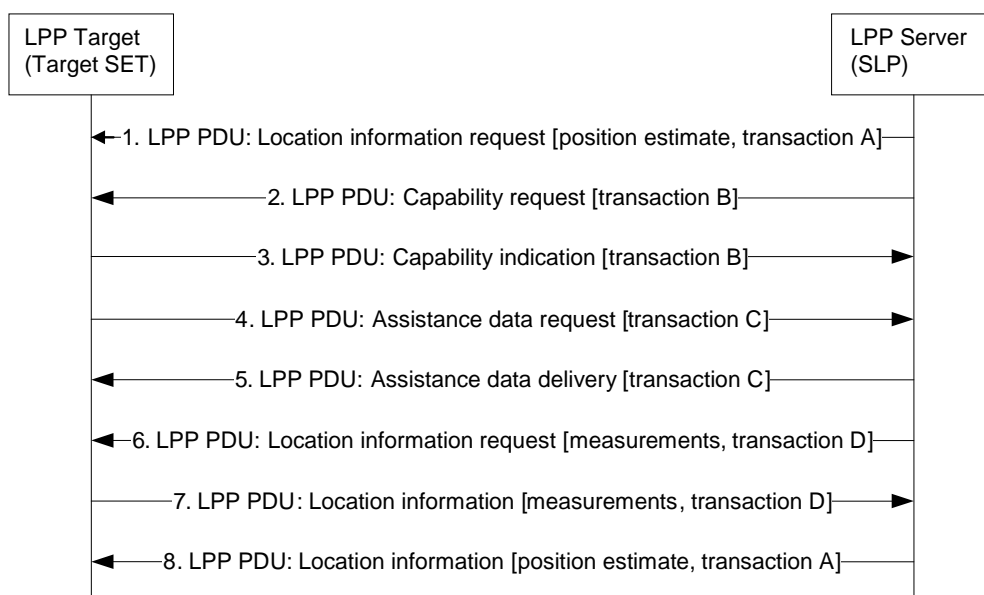 LPP Target
(Target SET)
LPP Server
(SLP)
1. LPP PDU: Location information request [position estimate, transaction A]
2. LPP PDU: Capability request [transaction B]
3. LPP PDU: Capability indication [transaction B]
4. LPP PDU: Assistance data request [transaction C]
5. LPP PDU: Assistance data delivery [transaction C]
6. LPP PDU: Location information request [measurements, transaction D]
7. LPP PDU: Location information [measurements, transaction D]
8. LPP PDU: Location information [position estimate, transaction A]